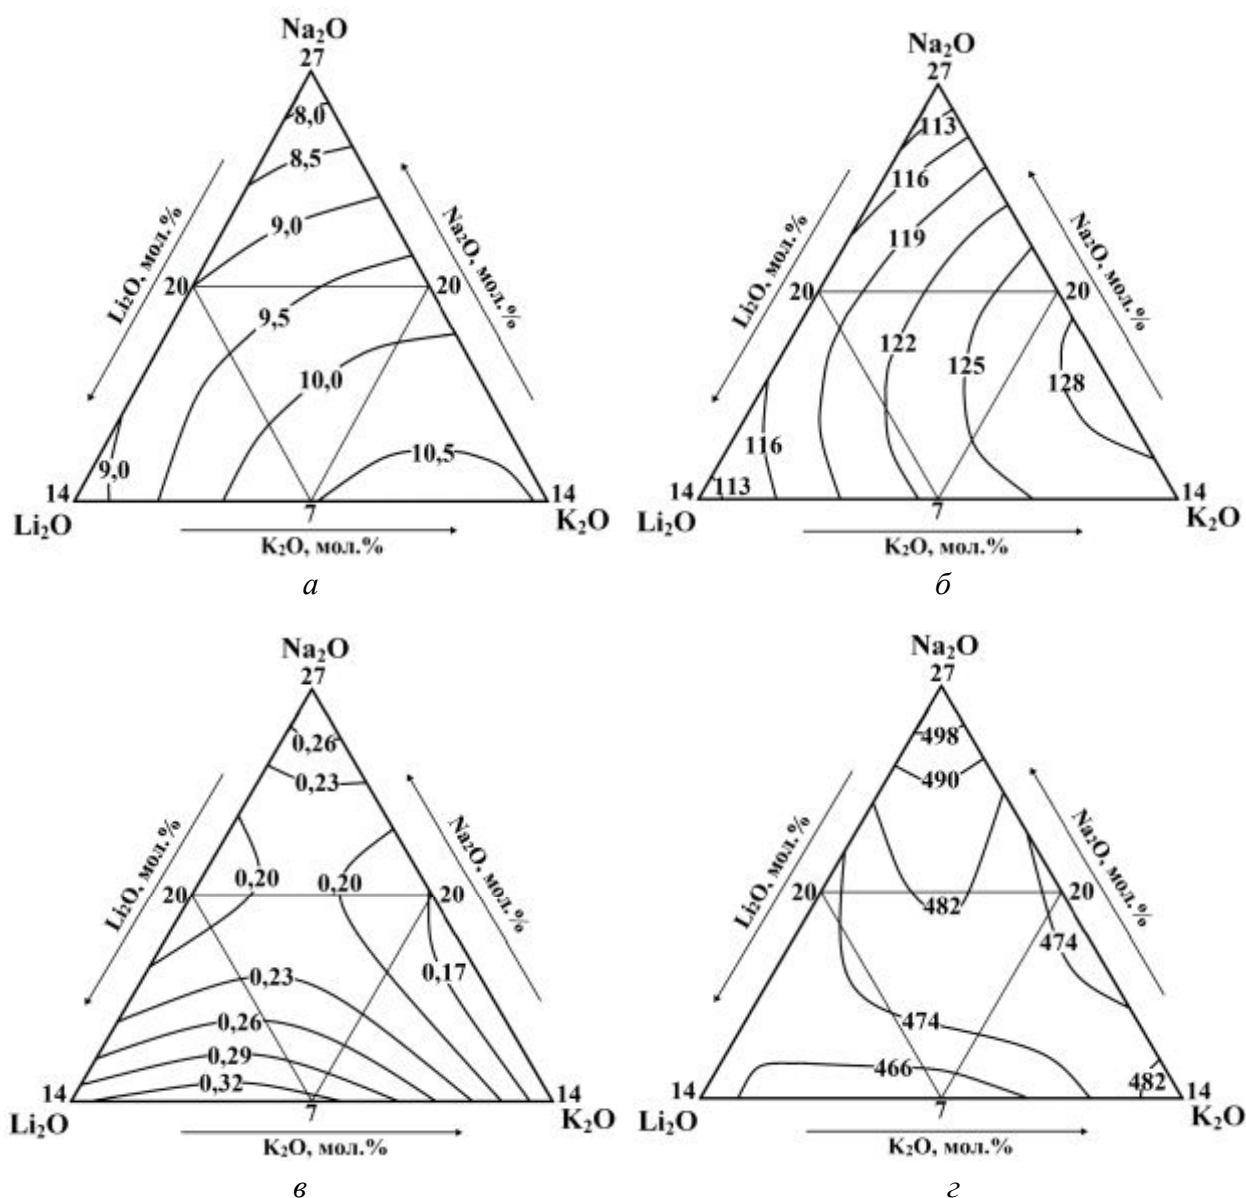 Na₂O
27
8,0
8,5
9,0
20
20
9,5
10,0
10,5
9,0
14
7
14
Li₂O
K₂O
Li₂O, мол.%
Na₂O, мол.%
K₂O, мол.%
а
Na₂O
27
113
116
119
20
20
122
125
128
116
113
14
7
14
Li₂O
K₂O
Li₂O, мол.%
Na₂O, мол.%
K₂O, мол.%
б
Na₂O
27
0,26
0,23
0,20
0,20
20
20
0,17
0,23
0,26
0,29
0,32
14
7
14
Li₂O
K₂O
Li₂O, мол.%
Na₂O, мол.%
K₂O, мол.%
в
Na₂O
27
498
490
20
20
482
474
474
466
482
14
7
14
Li₂O
K₂O
Li₂O, мол.%
Na₂O, мол.%
K₂O, мол.%
г